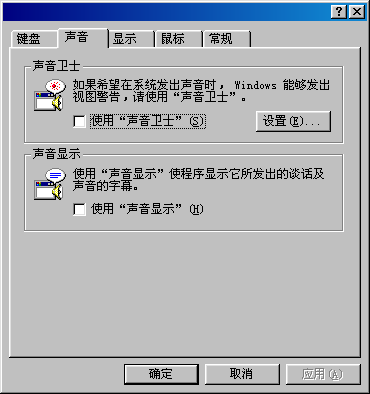 键盘 声音 显示 鼠标 常规
声音卫士
如果希望在系统发出声音时，Windows 能够发出
视图警告，请使用“声音卫士”。
使用“声音卫士”(S)
设置(E)...
声音显示
使用“声音显示”使程序显示它所发出的谈话及
声音的字幕。
使用“声音显示”(H)
确定 取消 应用(A)